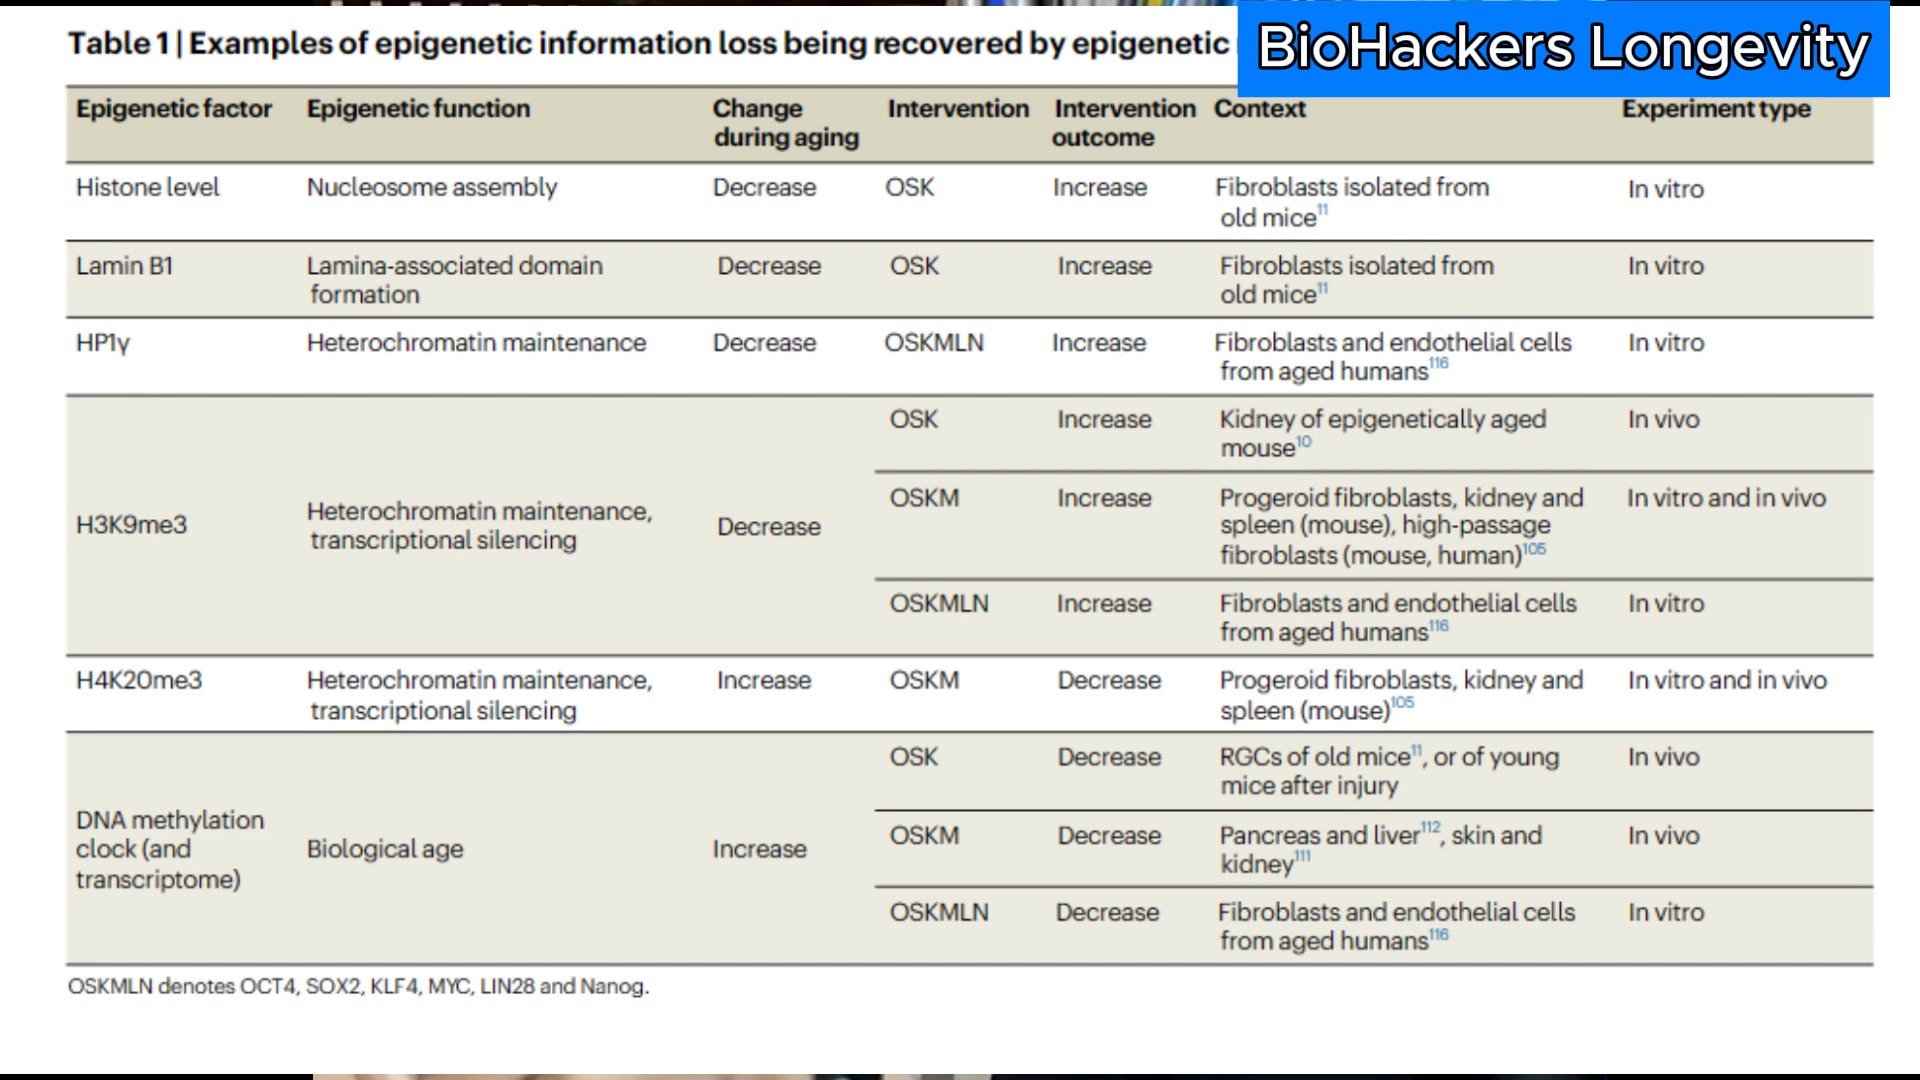 Table 1 | Examples of epigenetic information loss being recovered by epigenetic
BioHackers Longevity
Epigenetic factor Epigenetic function Change during aging Intervention Intervention outcome Context Experiment type
Histone level Nucleosome assembly Decrease OSK Increase Fibroblasts isolated from old mice11 In vitro
Lamin B1 Lamina-associated domain formation Decrease OSK Increase Fibroblasts isolated from old mice11 In vitro
HP1γ Heterochromatin maintenance Decrease OSKMLN Increase Fibroblasts and endothelial cells from aged humans116 In vitro
H3K9me3 Heterochromatin maintenance, transcriptional silencing Decrease OSK Increase Kidney of epigenetically aged mouse10 In vivo
OSKM Increase Progeroid fibroblasts, kidney and spleen (mouse), high-passage fibroblasts (mouse, human)105 In vitro and in vivo
OSKMLN Increase Fibroblasts and endothelial cells from aged humans116 In vitro
H4K20me3 Heterochromatin maintenance, transcriptional silencing Increase OSKM Decrease Progeroid fibroblasts, kidney and spleen (mouse)105 In vitro and in vivo
DNA methylation clock (and transcriptome) Biological age Increase OSK Decrease RGCs of old mice11, or of young mice after injury In vivo
OSKM Decrease Pancreas and liver112, skin and kidney111 In vivo
OSKMLN Decrease Fibroblasts and endothelial cells from aged humans116 In vitro
OSKMLN denotes OCT4, SOX2, KLF4, MYC, LIN28 and Nanog.